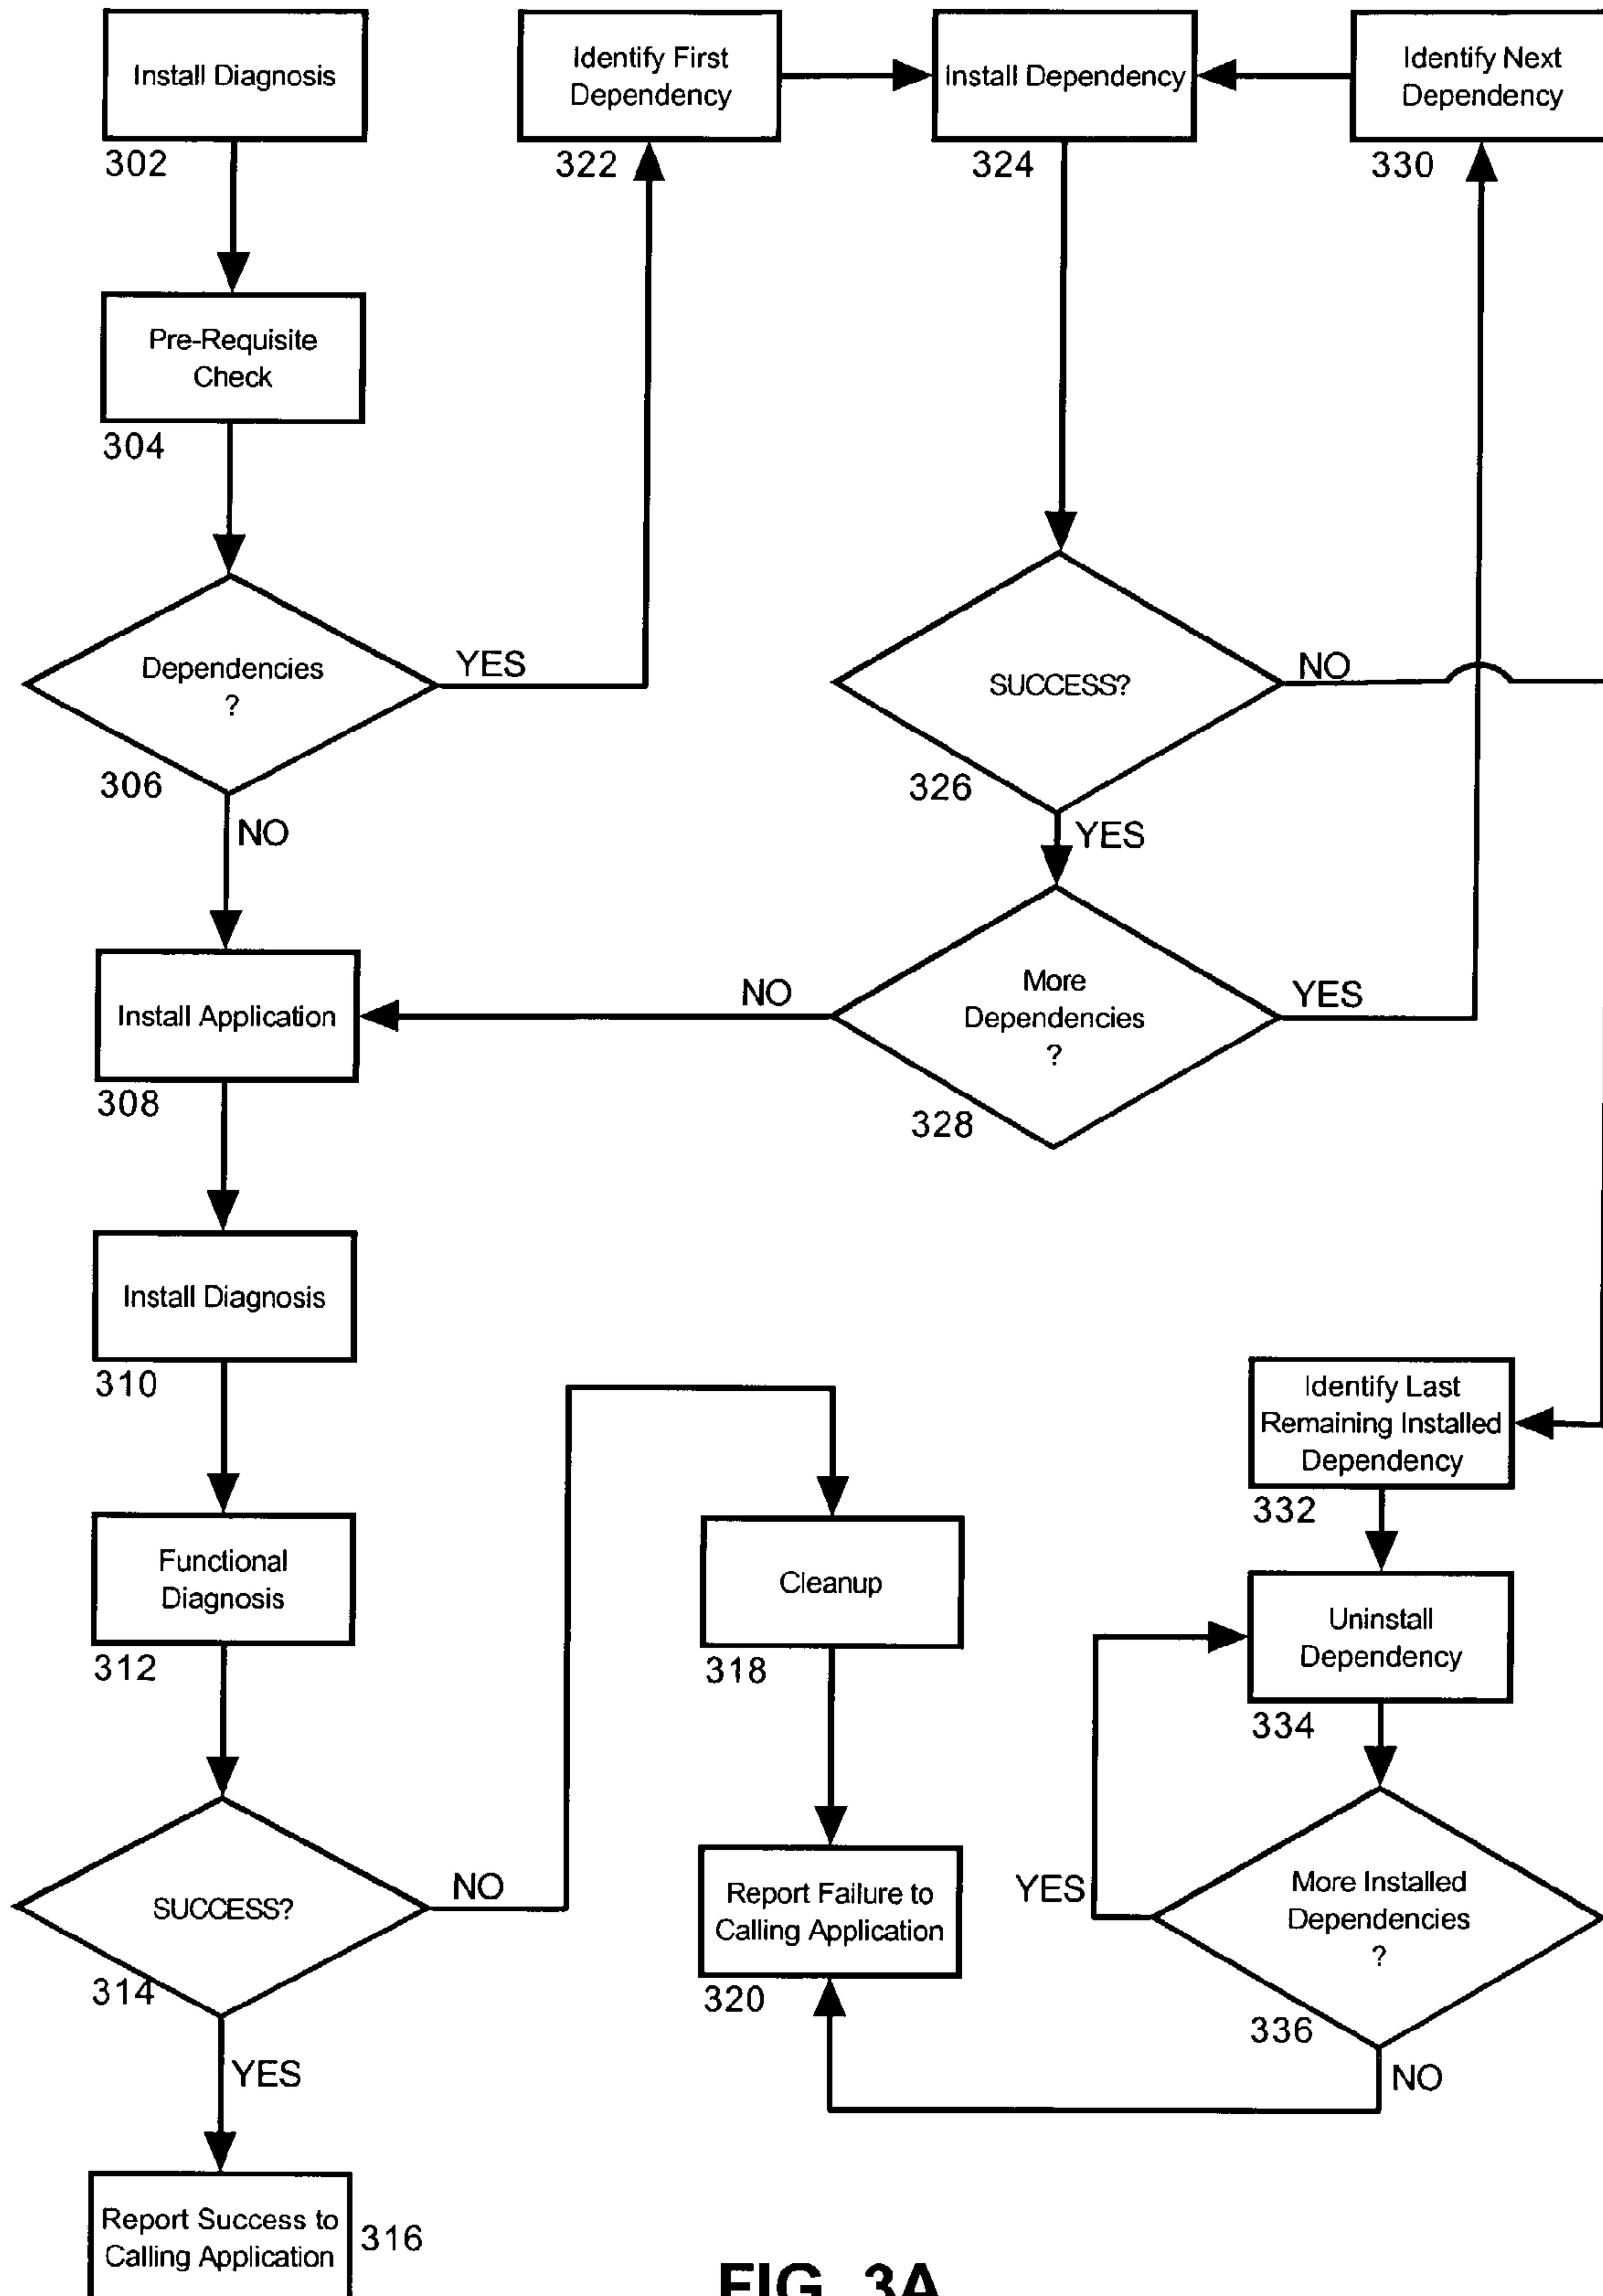 Install Diagnosis
302
Identify First
Dependency
322
Install Dependency
324
Identify Next
Dependency
330
Pre-Requisite
Check
304
Dependencies
?
YES
306
NO
SUCCESS?
NO
326
YES
More
Dependencies
?
NO
YES
328
Install Application
308
Install Diagnosis
310
Functional
Diagnosis
312
SUCCESS?
NO
314
YES
Report Success to
Calling Application
316
Cleanup
318
Report Failure to
Calling Application
320
Identify Last
Remaining Installed
Dependency
332
Uninstall
Dependency
334
More Installed
Dependencies
?
YES
336
NO
FIG. 3A